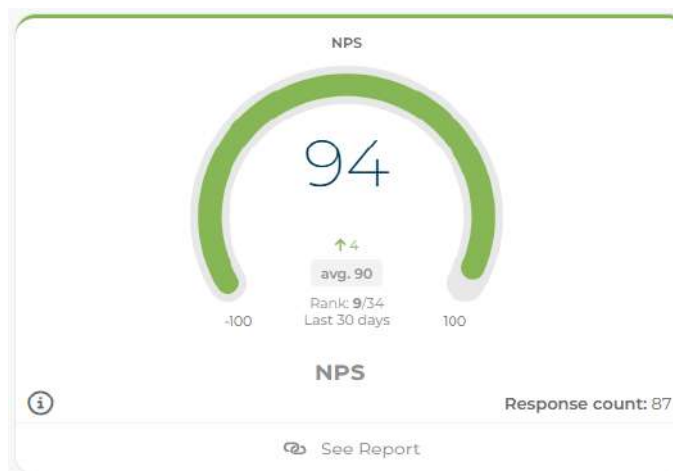 NPS
94
↑ 4
avg. 90
Rank: 9/34
Last 30 days
-100
100
NPS
Response count: 87
See Report